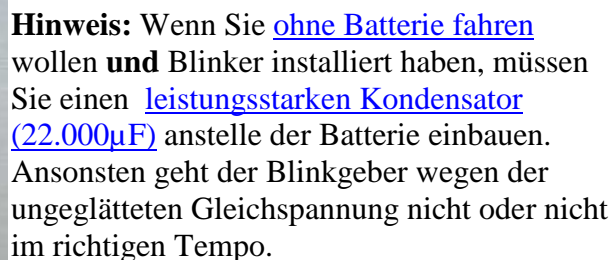 Hinweis: Wenn Sie ohne Batterie fahren
wollen und Blinker installiert haben, müssen
Sie einen leistungsstarken Kondensator
(22.000µF) anstelle der Batterie einbauen.
Ansonsten geht der Blinkgeber wegen der
ungeglätteten Gleichspannung nicht oder nicht
im richtigen Tempo.